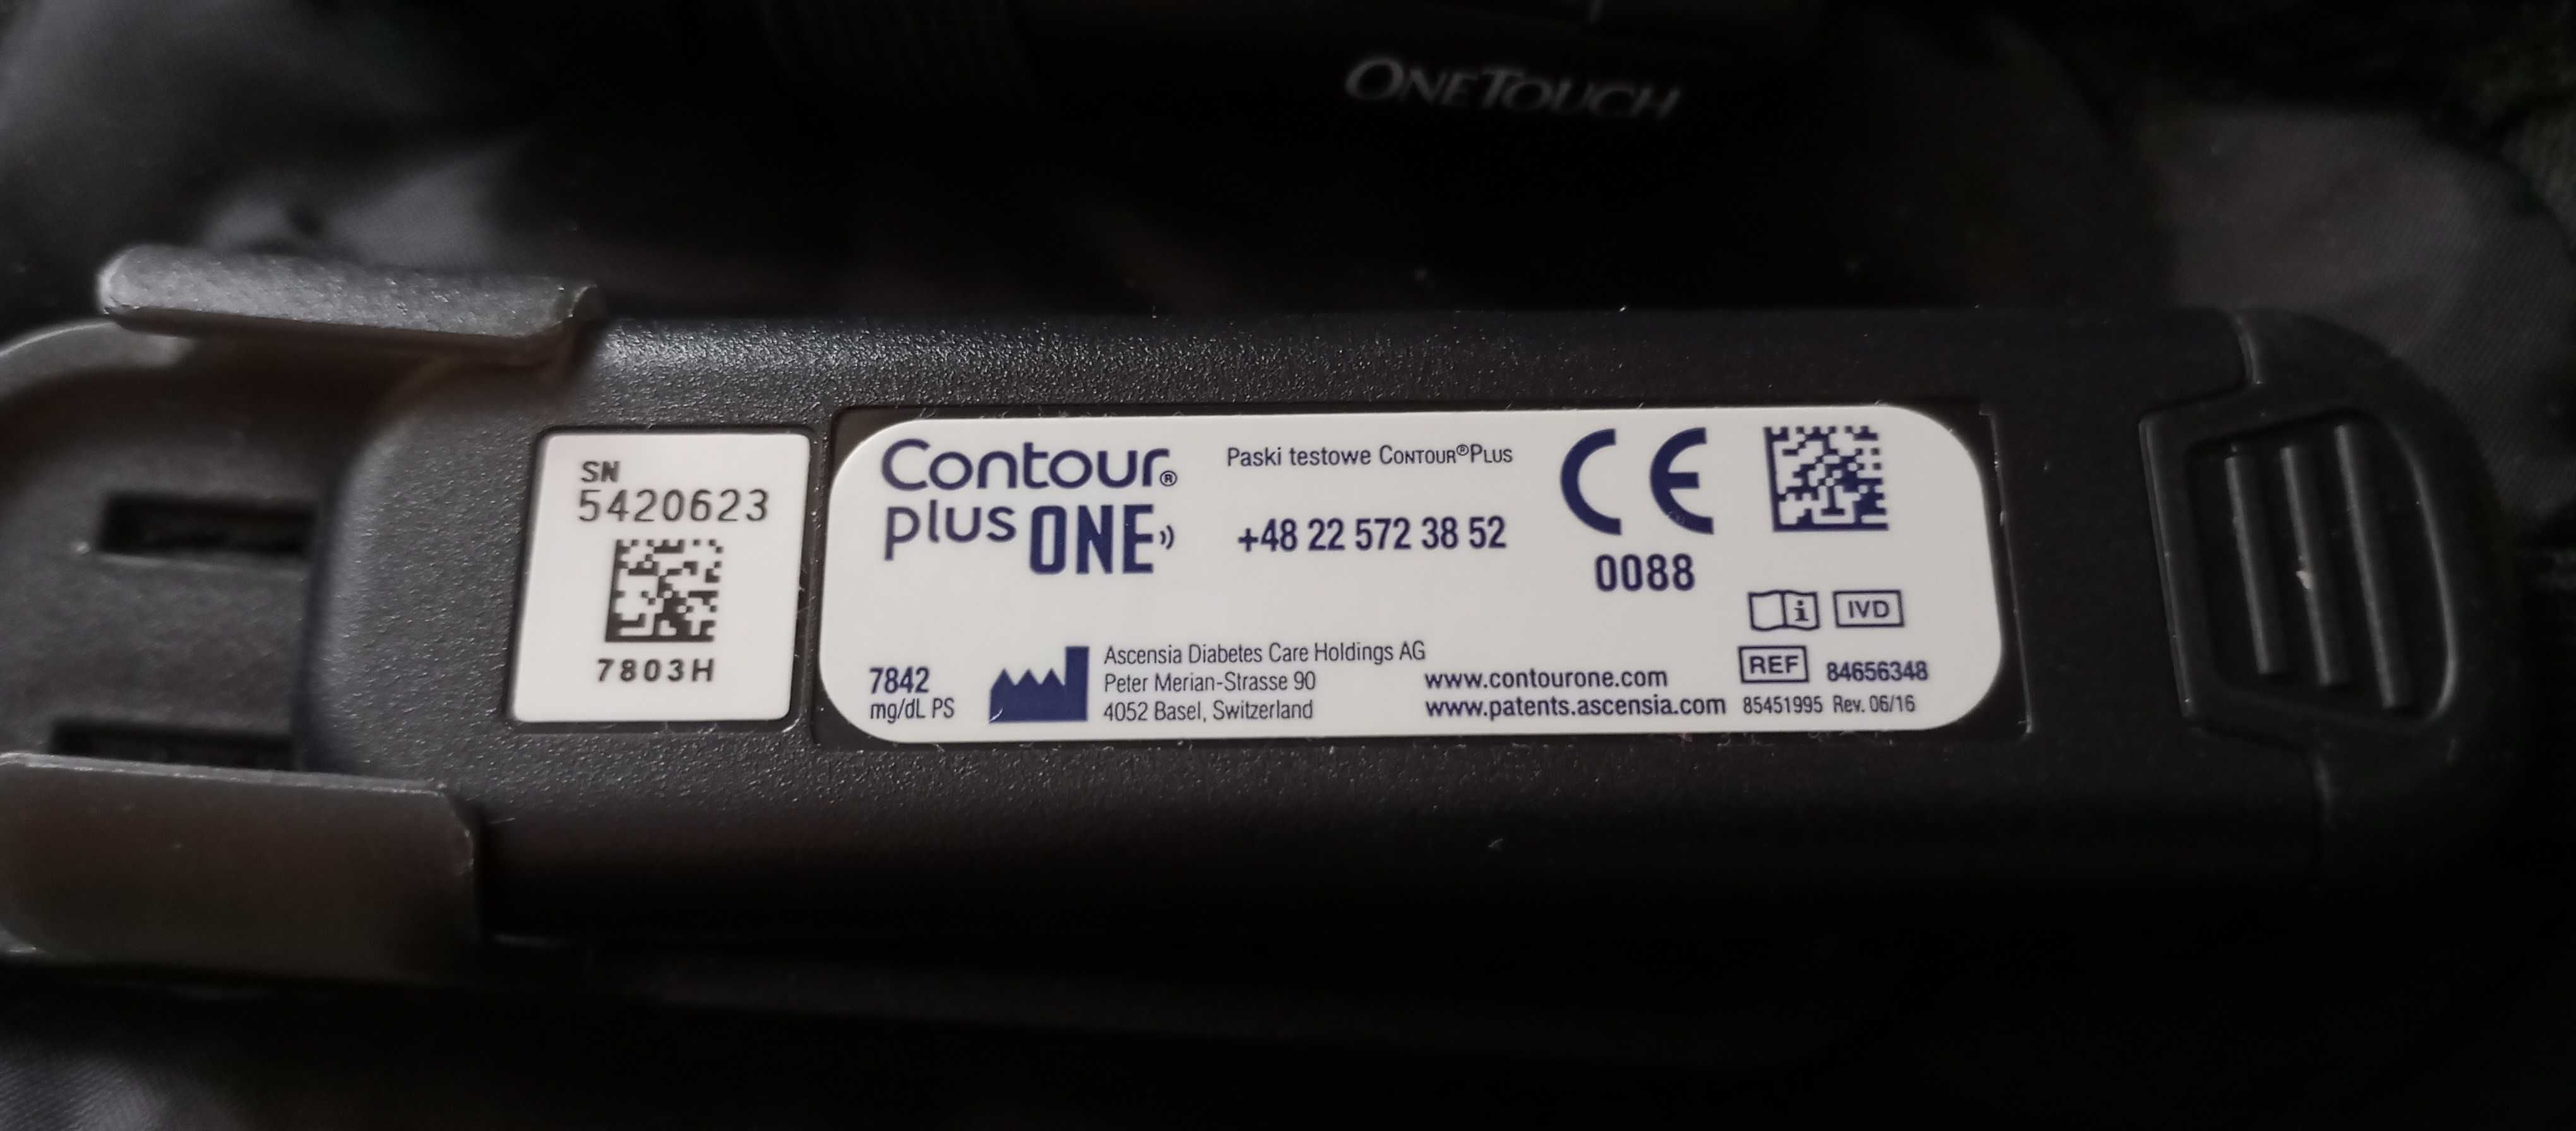 ONETOUCH
SN
5420623
7803H
Contour®
plus ONE
Paski testowe CONTOUR®PLUS
+48 22 572 38 52
CE
0088
i
IVD
7842
mg/dL PS
Ascensia Diabetes Care Holdings AG
Peter Merian-Strasse 90
4052 Basel, Switzerland
www.contourone.com
www.patents.ascensia.com
REF 84656348
85451995 Rev. 06/16